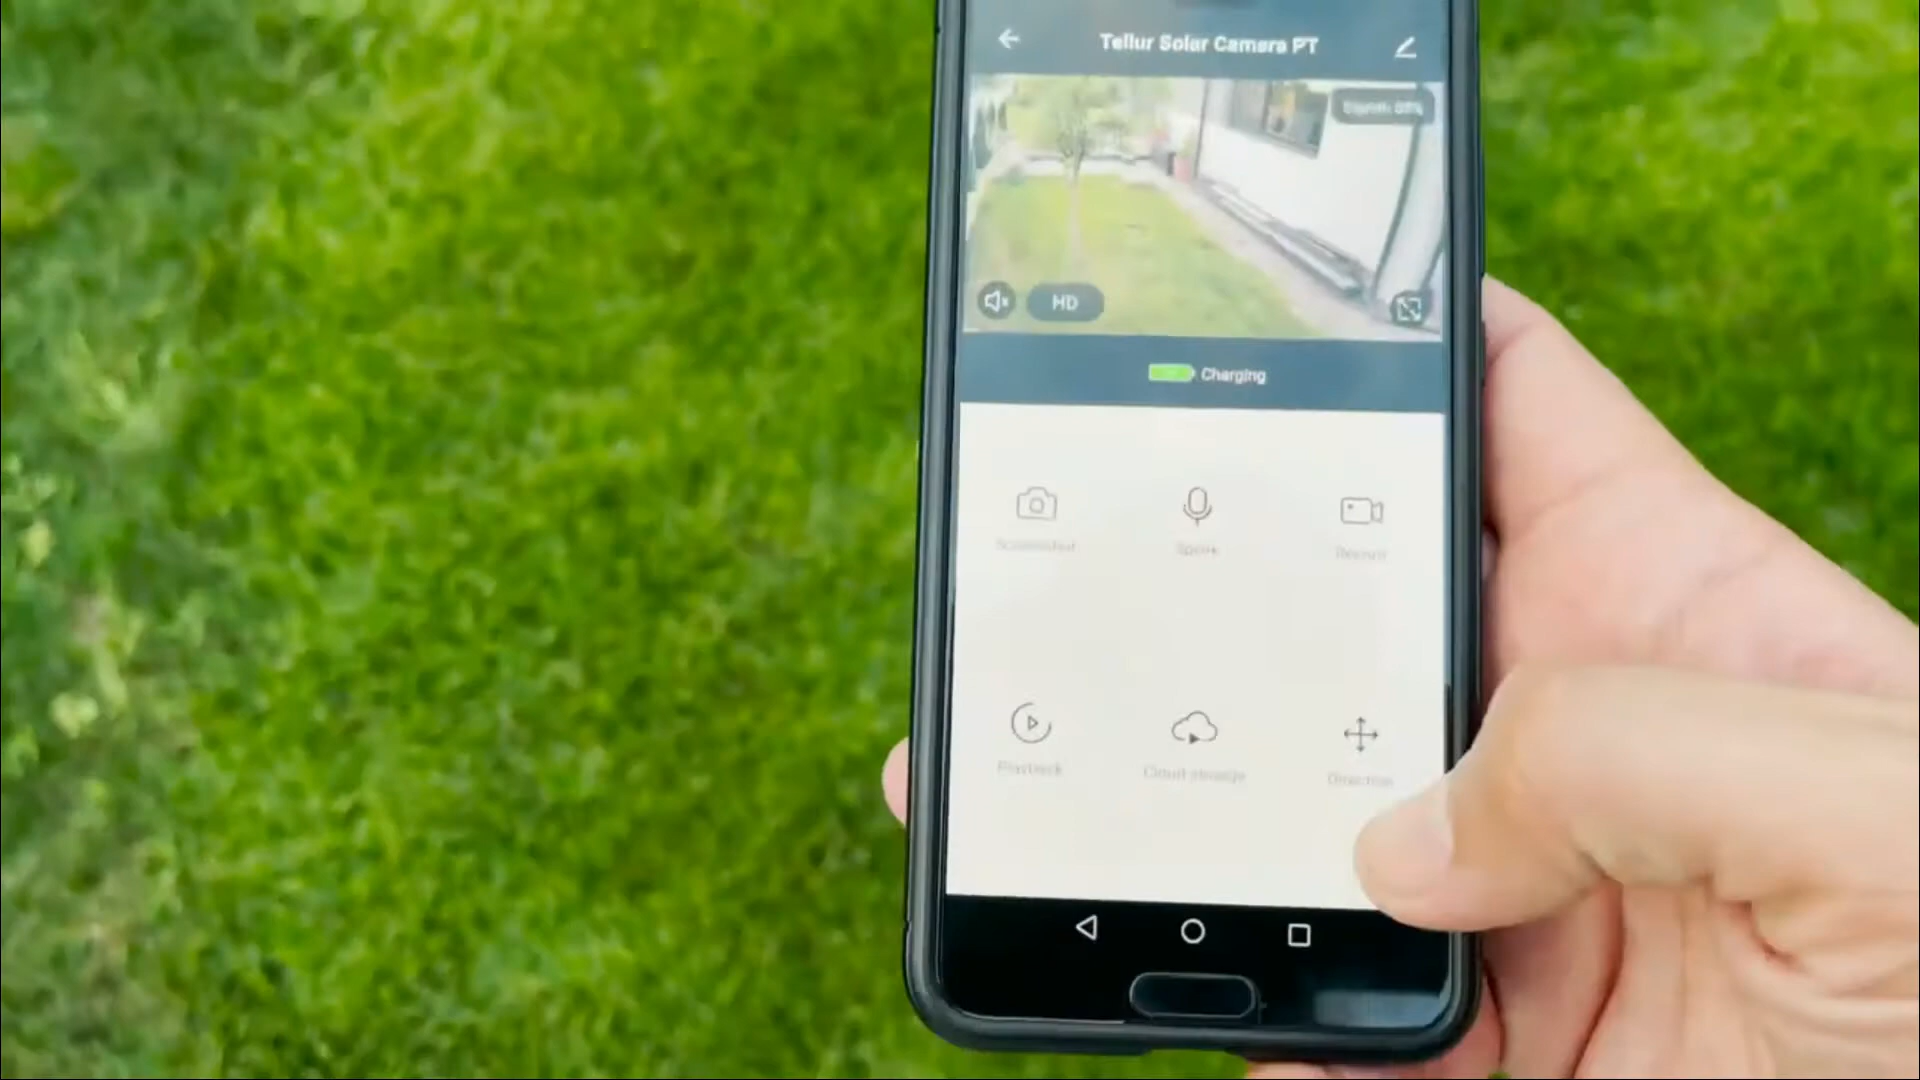 Tellur Solar Camera PT
HD
Charging
Screenshot
Speak
Record
Playback
Cloud storage
Direction